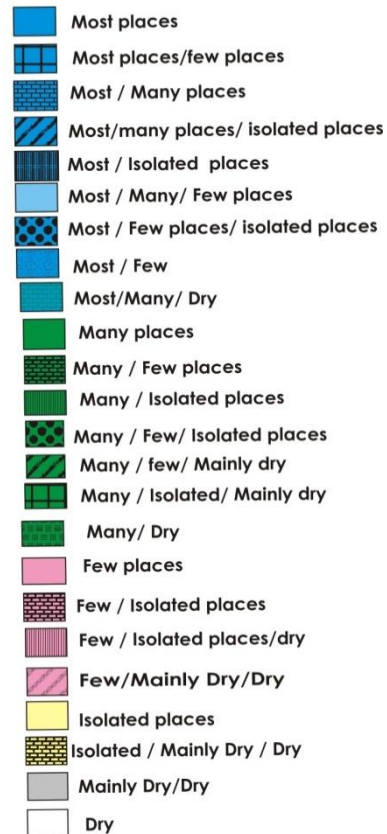 Most places
Most places/few places
Most / Many places
Most/many places/ isolated places
Most / Isolated places
Most / Many/ Few places
Most / Few places/ isolated places
Most / Few
Most/Many/ Dry
Many places
Many / Few places
Many / Isolated places
Many / Few/ Isolated places
Many / few/ Mainly dry
Many / Isolated/ Mainly dry
Many/ Dry
Few places
Few / Isolated places
Few / Isolated places/dry
Few/Mainly Dry/Dry
Isolated places
Isolated / Mainly Dry / Dry
Mainly Dry/Dry
Dry